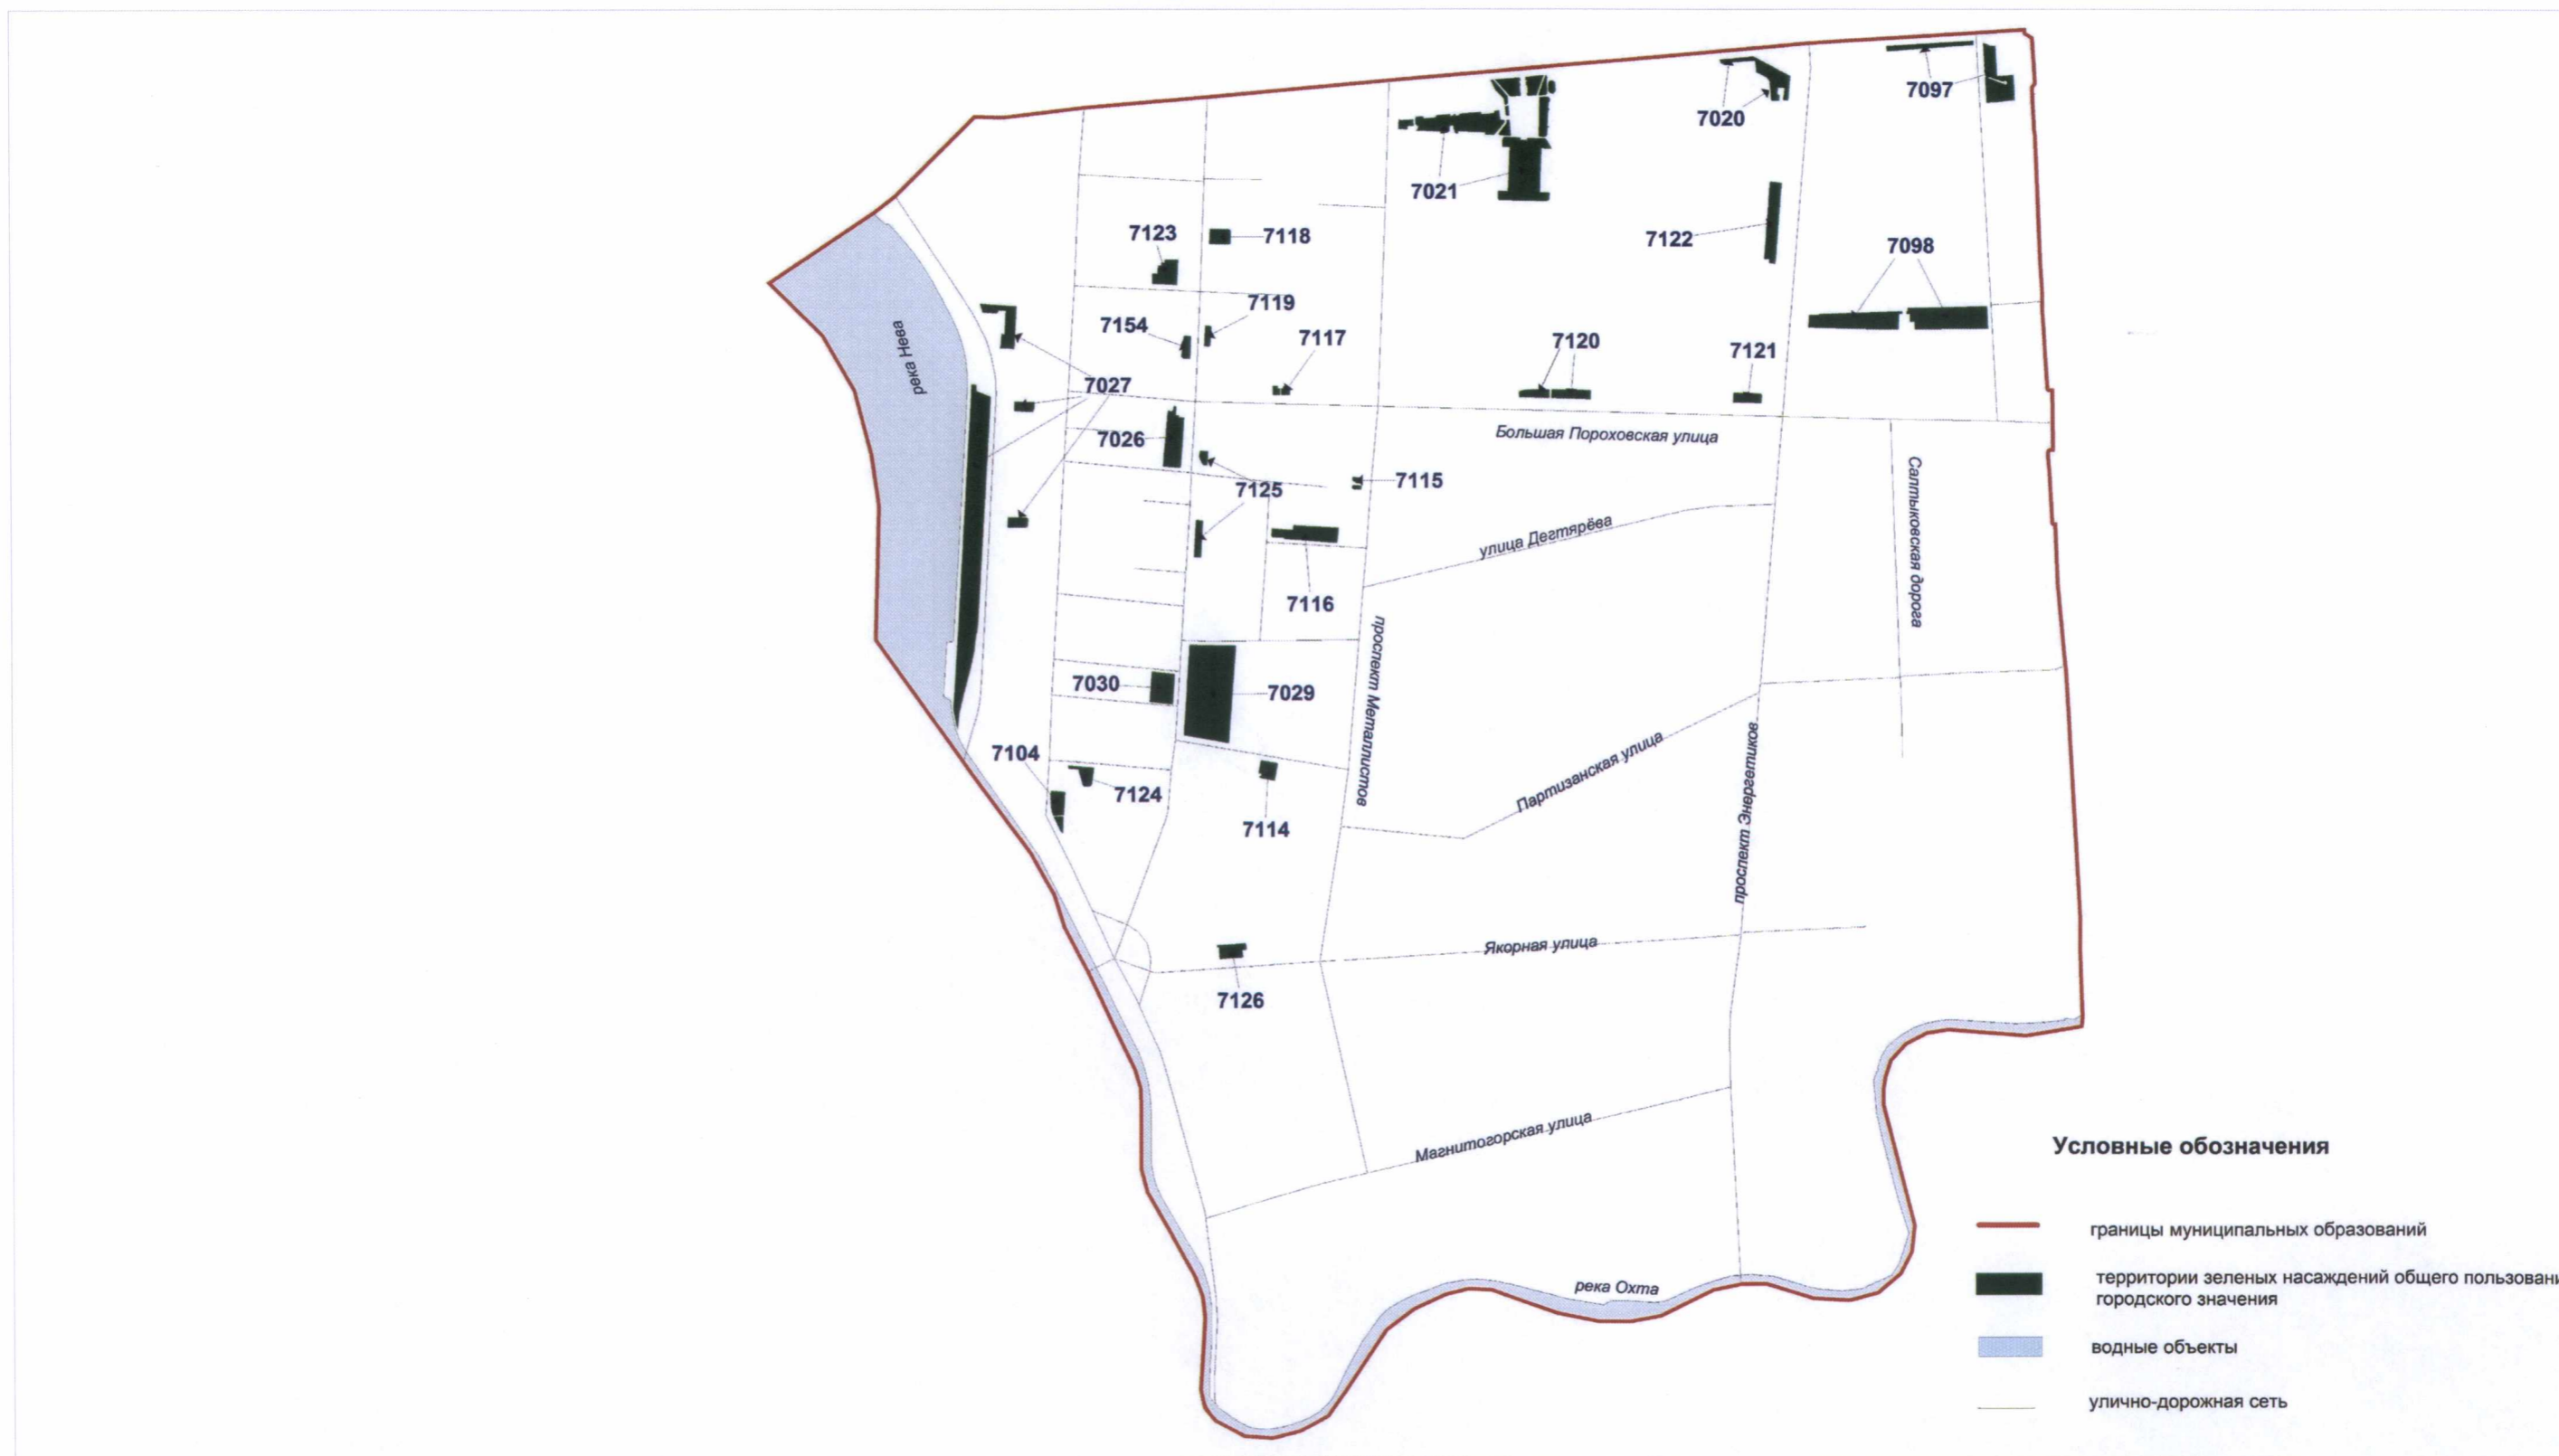 7097
7020
7021
7123
7118
7122
7098
7119
7154
7117
7120
7121
река Нева
7027
7026
Большая Пороховская улица
7125
7115
Салтыковская дорога
улица Дегтярёва
7116
проспект Металлистов
7030
7029
7104
7124
7114
Партизанская улица
проспект Энергетиков
Якорная улица
7126
Магнитогорская улица
река Охта
Условные обозначения
границы муниципальных образований
территории зеленых насаждений общего пользовани
городского значения
водные объекты
улично-дорожная сеть